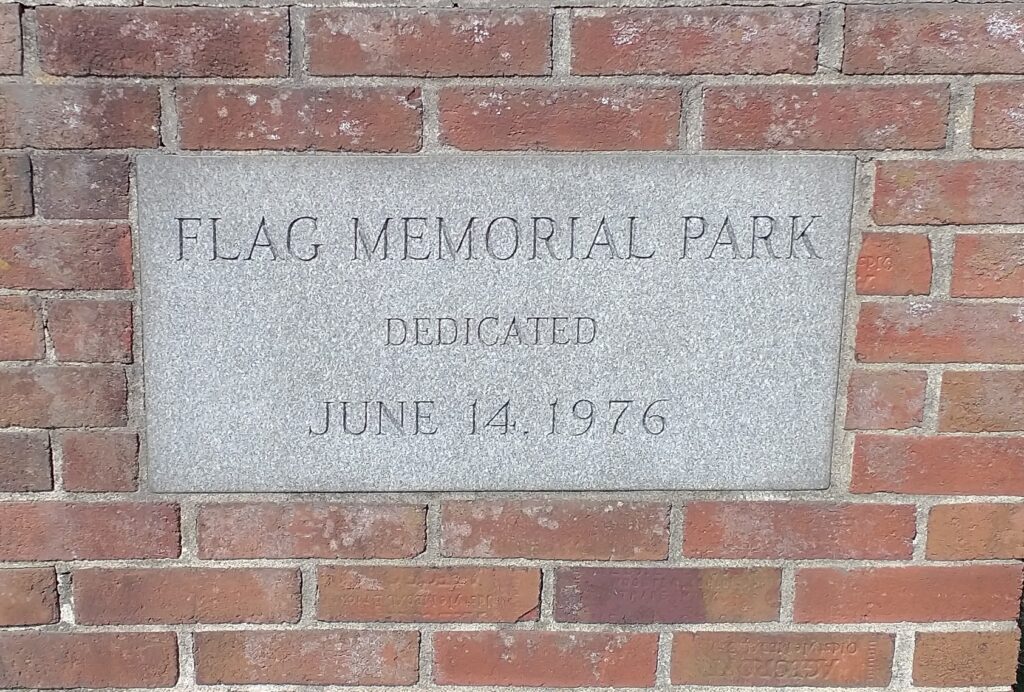 FLAG MEMORIAL PARK
DEDICATED
JUNE 14, 1976